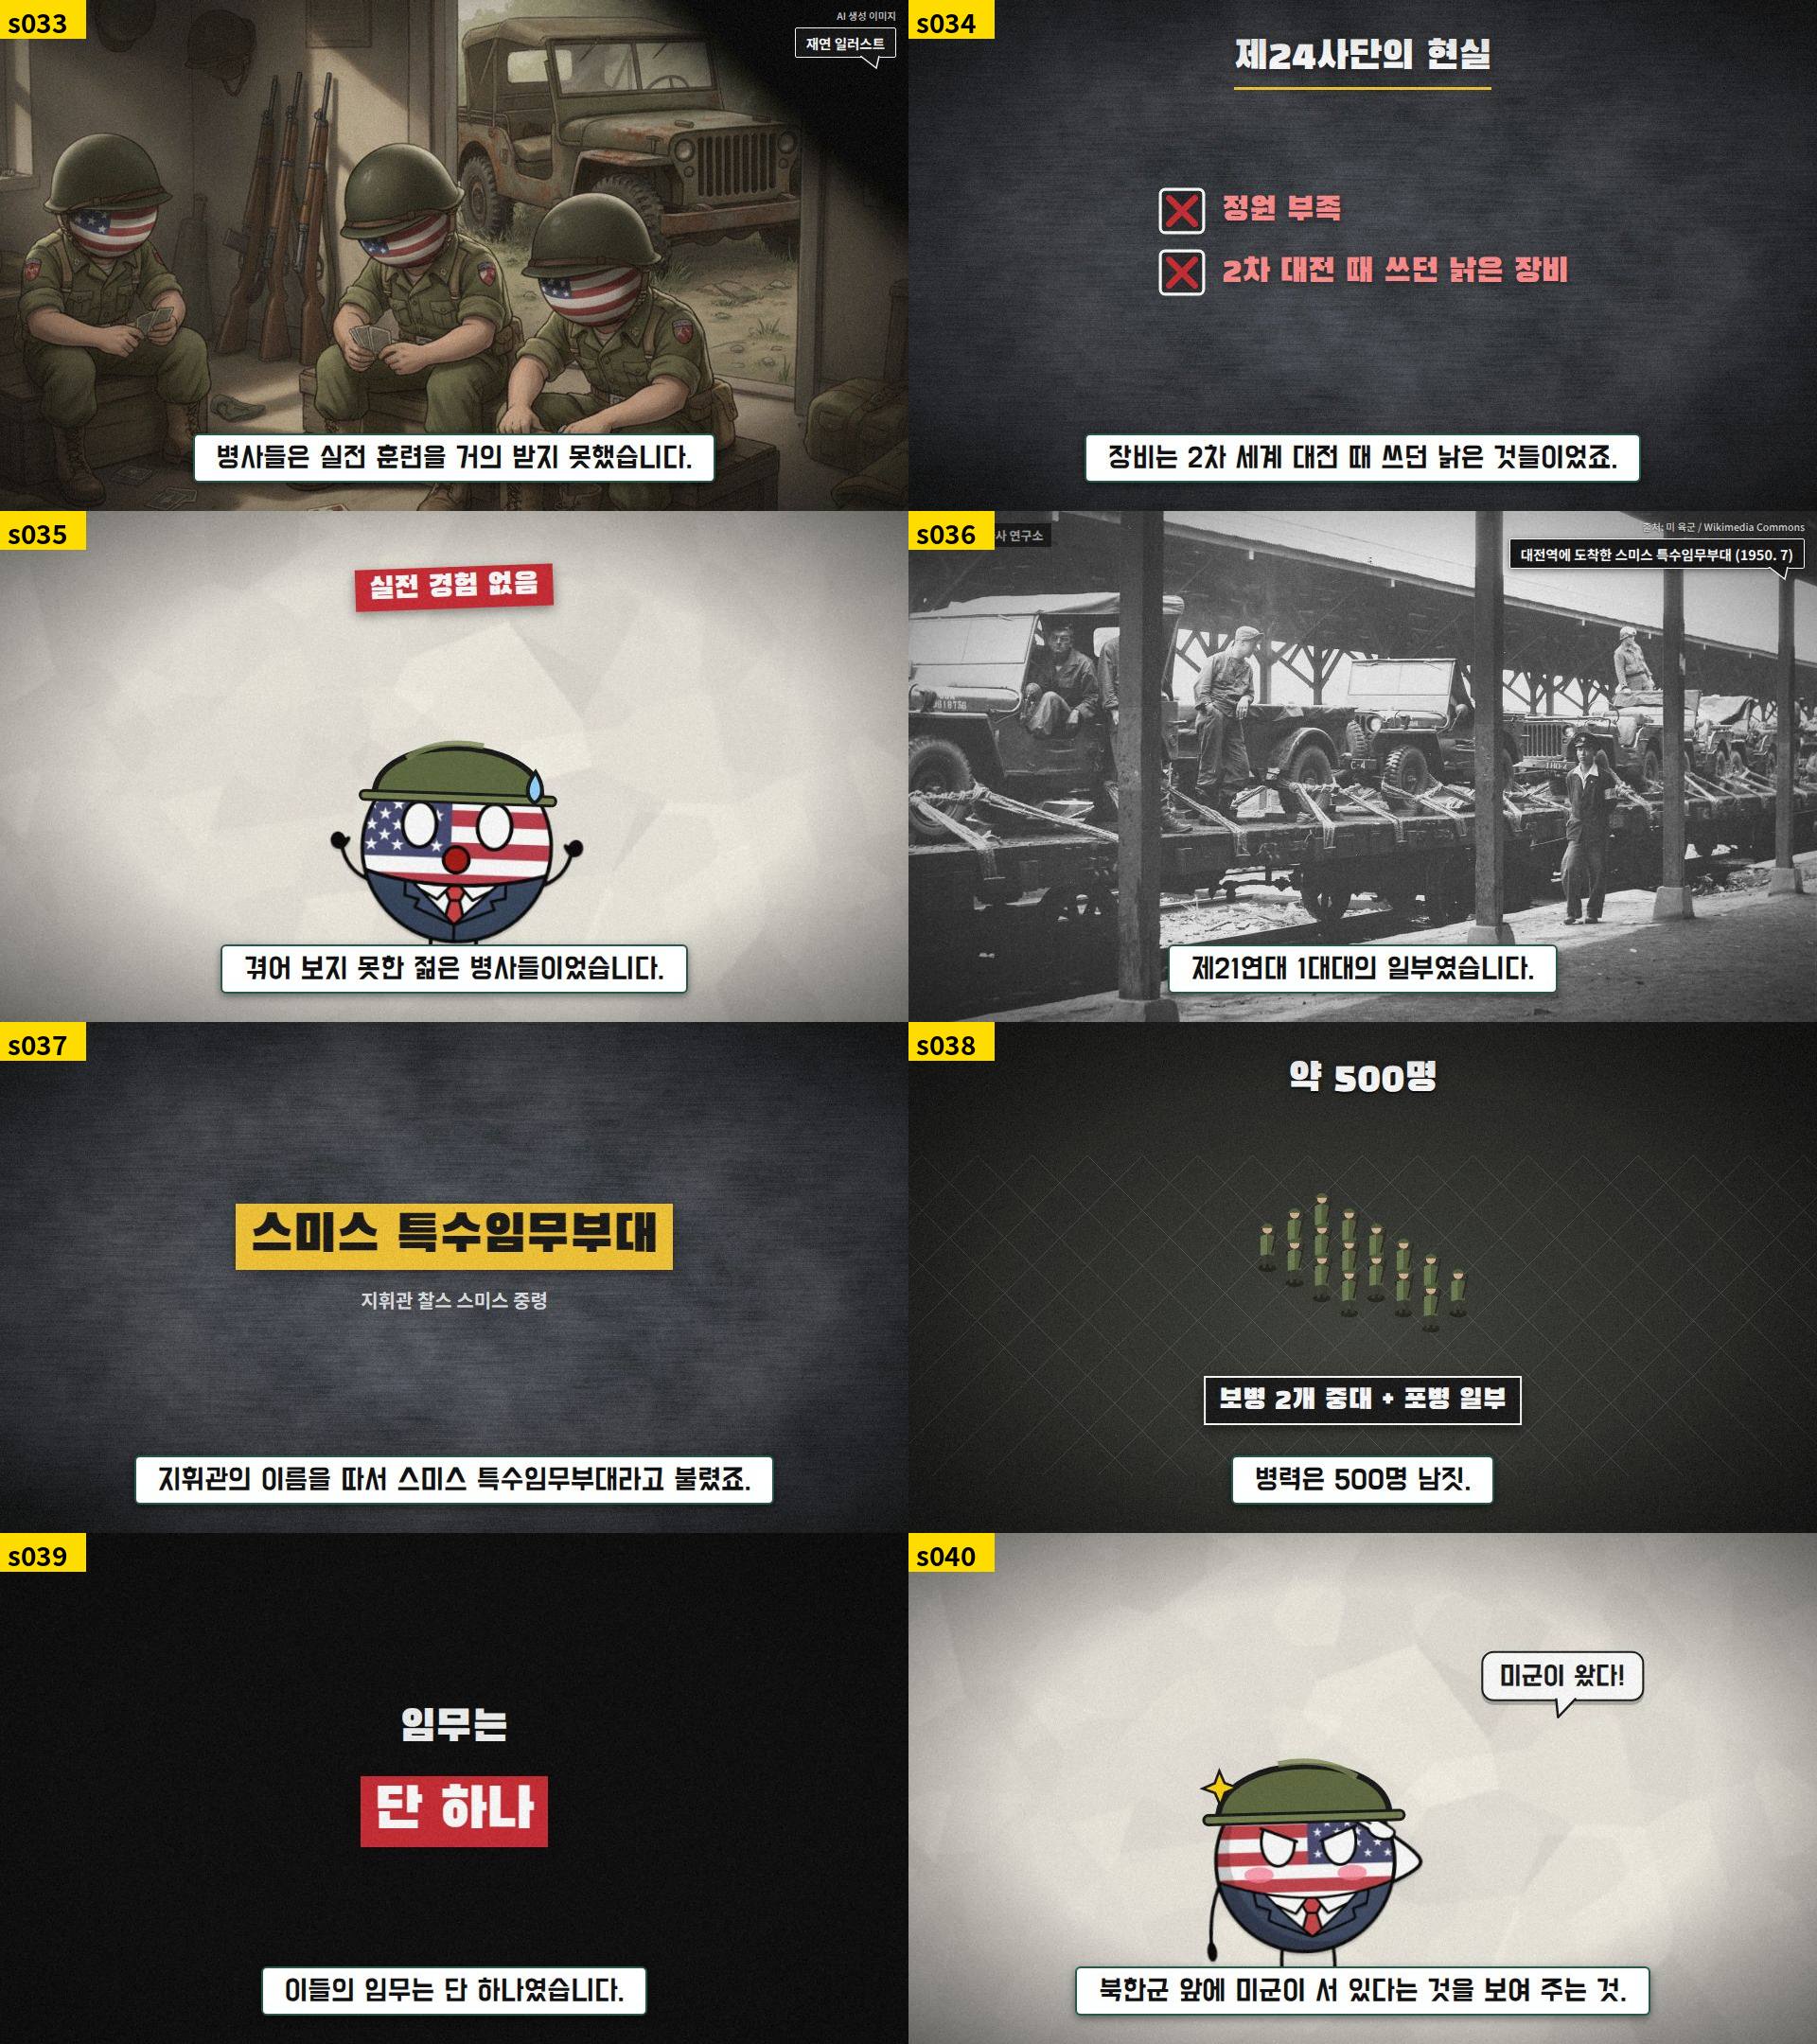 s033
AI 생성 이미지
재연 일러스트
병사들은 실전 훈련을 거의 받지 못했습니다.
s034
제24사단의 현실
정원 부족
2차 대전 때 쓰던 낡은 장비
장비는 2차 세계 대전 때 쓰던 낡은 것들이었죠.
s035
실전 경험 없음
겪어 보지 못한 젊은 병사들이었습니다.
s036
사 연구소
출처: 미 육군 / Wikimedia Commons
대전역에 도착한 스미스 특수임무부대 (1950. 7)
C-4
제21연대 1대대의 일부였습니다.
s037
스미스 특수임무부대
지휘관 찰스 스미스 중령
지휘관의 이름을 따서 스미스 특수임무부대라고 불렸죠.
s038
약 500명
보병 2개 중대 + 포병 일부
병력은 500명 남짓.
s039
임무는
단 하나
이들의 임무는 단 하나였습니다.
s040
미군이 왔다!
북한군 앞에 미군이 서 있다는 것을 보여 주는 것.